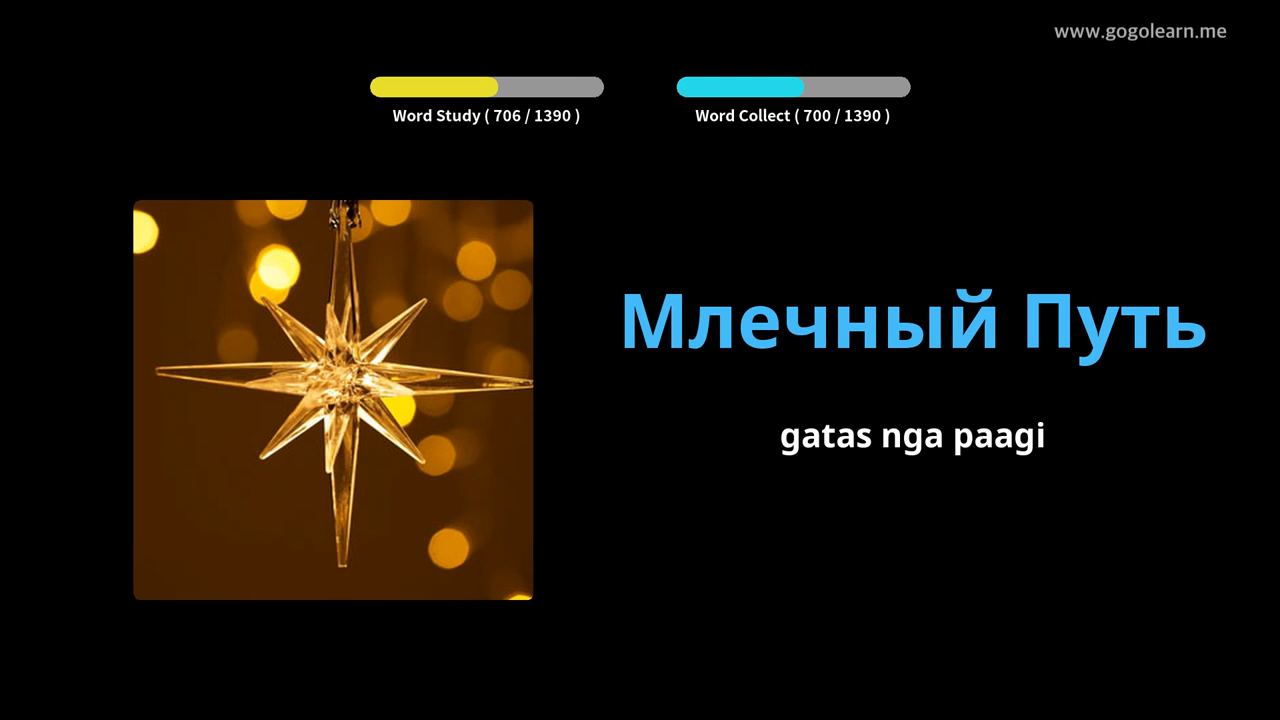 www.gogolearn.me
Word Study ( 706 / 1390 )
Word Collect ( 700 / 1390 )
Млечный Путь
gatas nga paagi